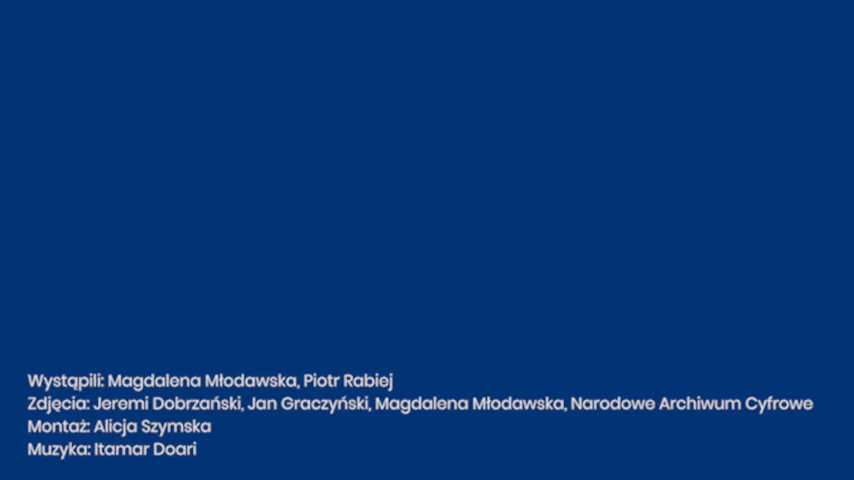 Wystąpili: Magdalena Młodawska, Piotr Rabiej
Zdjęcia: Jeremi Dobrzański, Jan Graczyński, Magdalena Młodawska, Narodowe Archiwum Cyfrowe
Montaż: Alicja Szymska
Muzyka: Itamar Doari